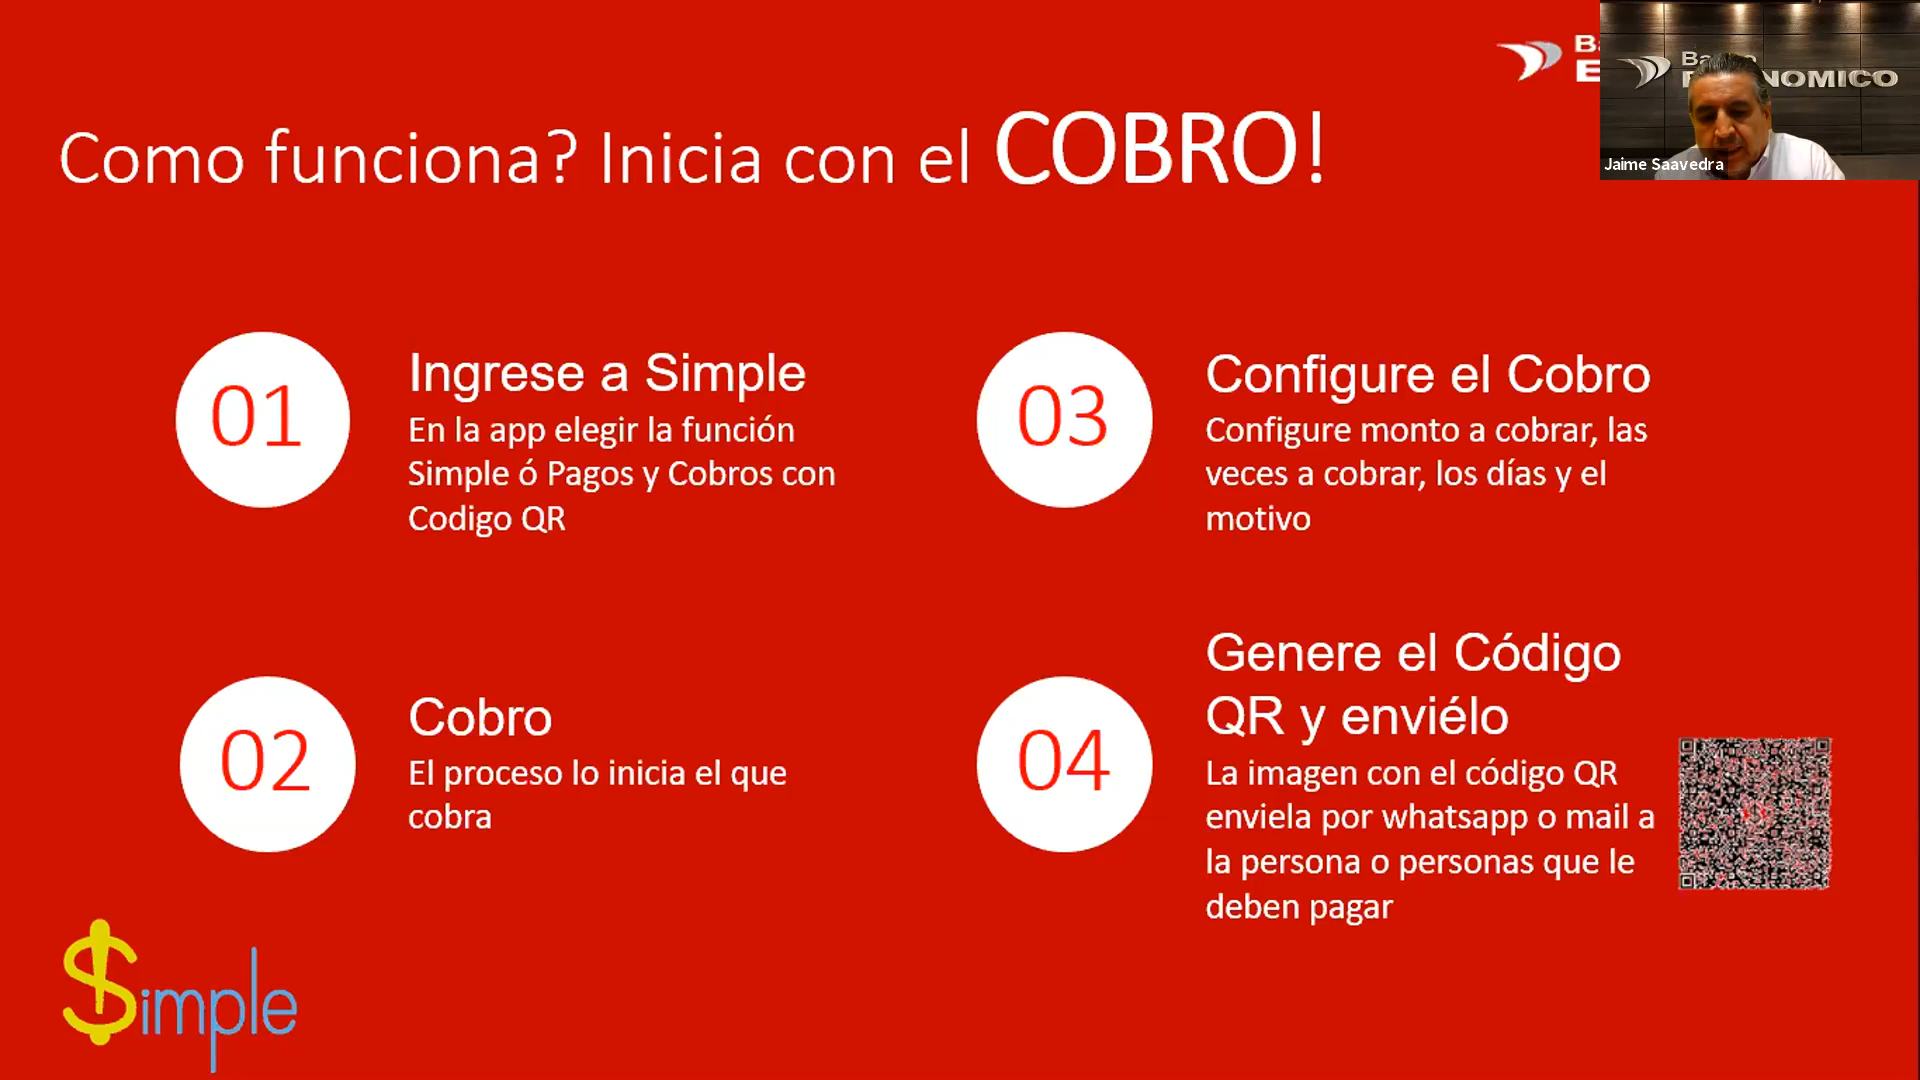 Como funciona? Inicia con el COBRO!
NOMICO
Jaime Saavedra
01
Ingrese a Simple
En la app elegir la función
Simple ó Pagos y Cobros con
Codigo QR
02
Cobro
El proceso lo inicia el que
cobra
03
Configure el Cobro
Configure monto a cobrar, las
veces a cobrar, los días y el
motivo
04
Genere el Código
QR y enviélo
La imagen con el código QR
enviela por whatsapp o mail a
la persona o personas que le
deben pagar
$imple